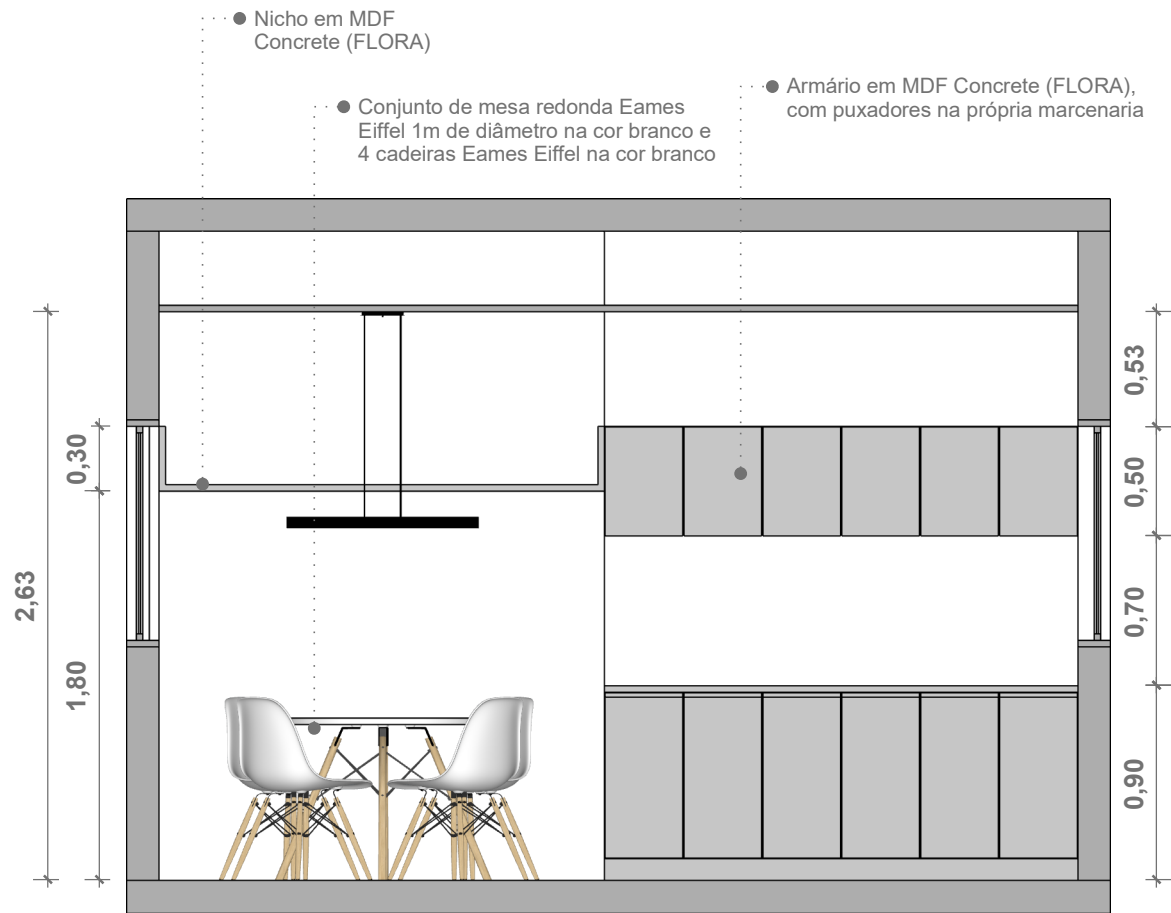 Nicho em MDF
Concrete (FLORA)
Conjunto de mesa redonda Eames
Eiffel 1m de diâmetro na cor branco e
4 cadeiras Eames Eiffel na cor branco
Armário em MDF Concrete (FLORA),
com puxadores na própria marcenaria
2,63
0,30
1,80
0,53
0,50
0,70
0,90